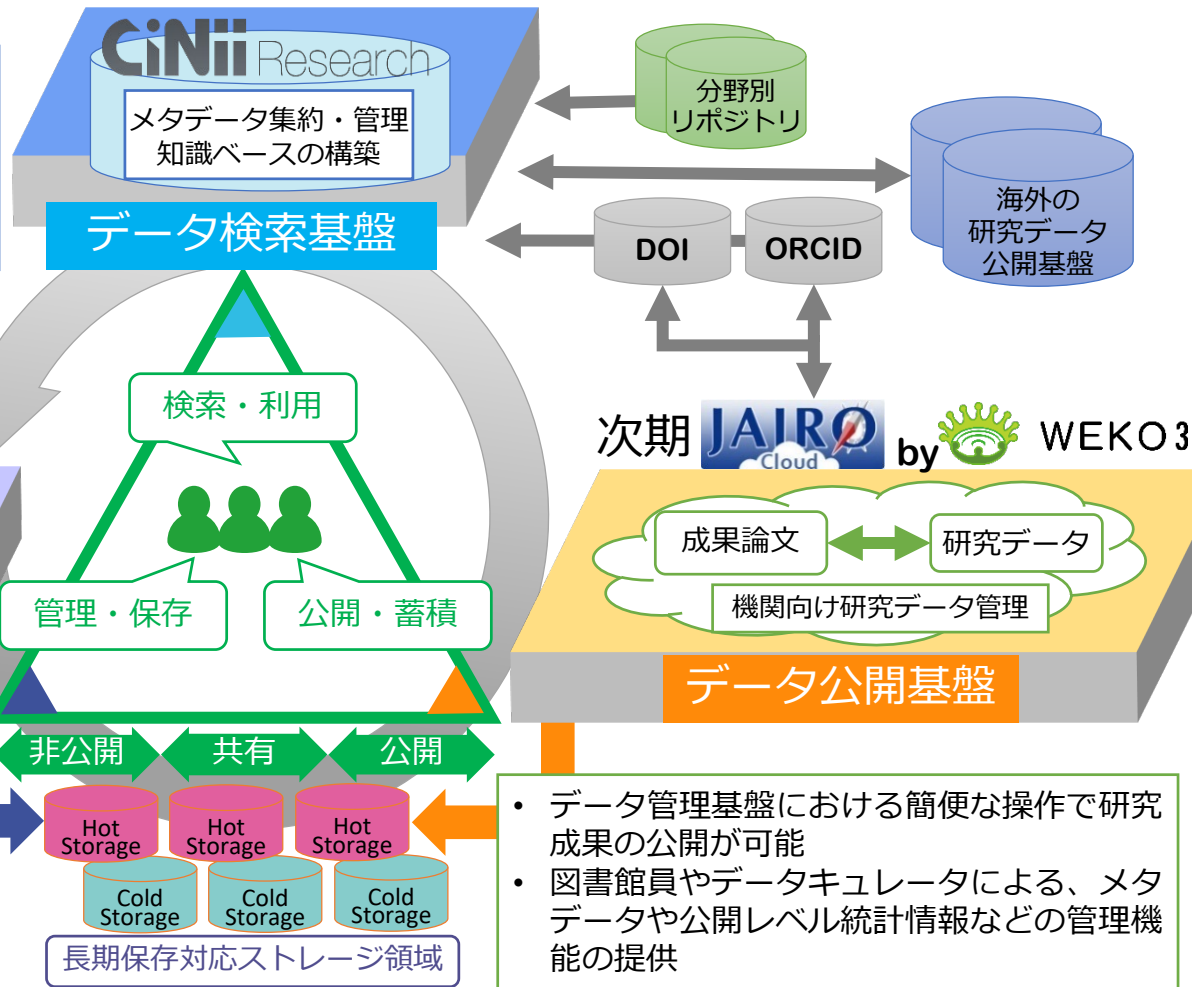 CiNii Research
メタデータ集約・管理
知識ベースの構築
データ検索基盤
分野別
リポジトリ
海外の
研究データ
公開基盤
DOI
ORCID
検索・利用
管理・保存
公開・蓄積
次期 JAIRO Cloud by WEKO3
成果論文
研究データ
機関向け研究データ管理
データ公開基盤
非公開
共有
公開
Hot
Storage
Hot
Storage
Hot
Storage
Cold
Storage
Cold
Storage
Cold
Storage
長期保存対応ストレージ領域
• データ管理基盤における簡便な操作で研究
成果の公開が可能
• 図書館員やデータキュレータによる、メタ
データや公開レベル統計情報などの管理機
能の提供